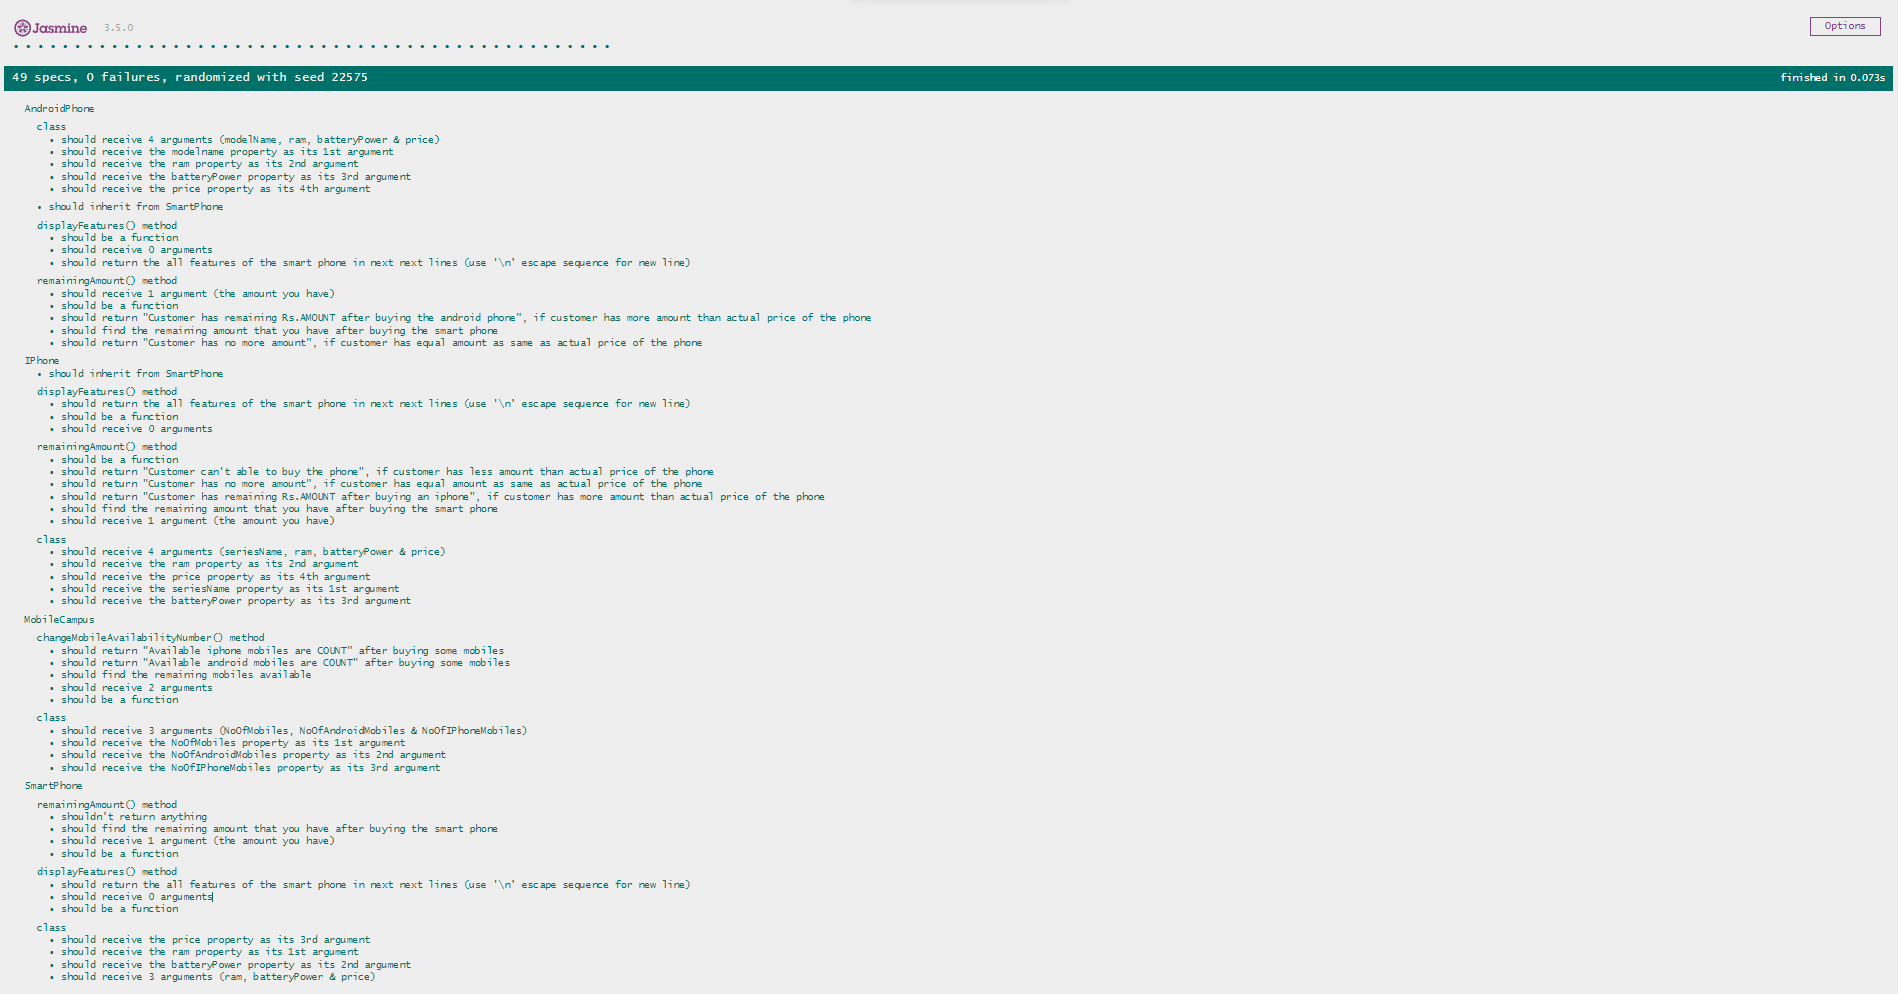 Jasmine 3.5.0
Options
49 specs, 0 failures, randomized with seed 22575
finished in 0.073s
AndroidPhone
class
• should receive 4 arguments (modelName, ram, batteryPower & price)
• should receive the modelname property as its 1st argument
• should receive the ram property as its 2nd argument
• should receive the batteryPower property as its 3rd argument
• should receive the price property as its 4th argument
• should inherit from SmartPhone
displayFeatures() method
• should be a function
• should receive 0 arguments
• should return the all features of the smart phone in next next lines (use '\n' escape sequence for new line)
remainingAmount() method
• should receive 1 argument (the amount you have)
• should be a function
• should return "Customer has remaining Rs.AMOUNT after buying the android phone", if customer has more amount than actual price of the phone
• should find the remaining amount that you have after buying the smart phone
• should return "Customer has no more amount", if customer has equal amount as same as actual price of the phone
IPhone
• should inherit from SmartPhone
displayFeatures() method
• should return the all features of the smart phone in next next lines (use '\n' escape sequence for new line)
• should be a function
• should receive 0 arguments
remainingAmount() method
• should be a function
• should return "Customer can't able to buy the phone", if customer has less amount than actual price of the phone
• should return "Customer has no more amount", if customer has equal amount as same as actual price of the phone
• should return "Customer has remaining Rs.AMOUNT after buying an iphone", if customer has more amount than actual price of the phone
• should find the remaining amount that you have after buying the smart phone
• should receive 1 argument (the amount you have)
class
• should receive 4 arguments (seriesName, ram, batteryPower & price)
• should receive the ram property as its 2nd argument
• should receive the price property as its 4th argument
• should receive the seriesName property as its 1st argument
• should receive the batteryPower property as its 3rd argument
MobileCampus
changeMobileAvailabilityNumber() method
• should return "Available iphone mobiles are COUNT" after buying some mobiles
• should return "Available android mobiles are COUNT" after buying some mobiles
• should find the remaining mobiles available
• should receive 2 arguments
• should be a function
class
• should receive 3 arguments (NoOfMobiles, NoOfAndroidMobiles & NoOfIPhoneMobiles)
• should receive the NoOfMobiles property as its 1st argument
• should receive the NoOfAndroidMobiles property as its 2nd argument
• should receive the NoOfIPhoneMobiles property as its 3rd argument
SmartPhone
remainingAmount() method
• shouldn't return anything
• should find the remaining amount that you have after buying the smart phone
• should receive 1 argument (the amount you have)
• should be a function
displayFeatures() method
• should return the all features of the smart phone in next next lines (use '\n' escape sequence for new line)
• should receive 0 arguments
• should be a function
class
• should receive the price property as its 3rd argument
• should receive the ram property as its 1st argument
• should receive the batteryPower property as its 2nd argument
• should receive 3 arguments (ram, batteryPower & price)